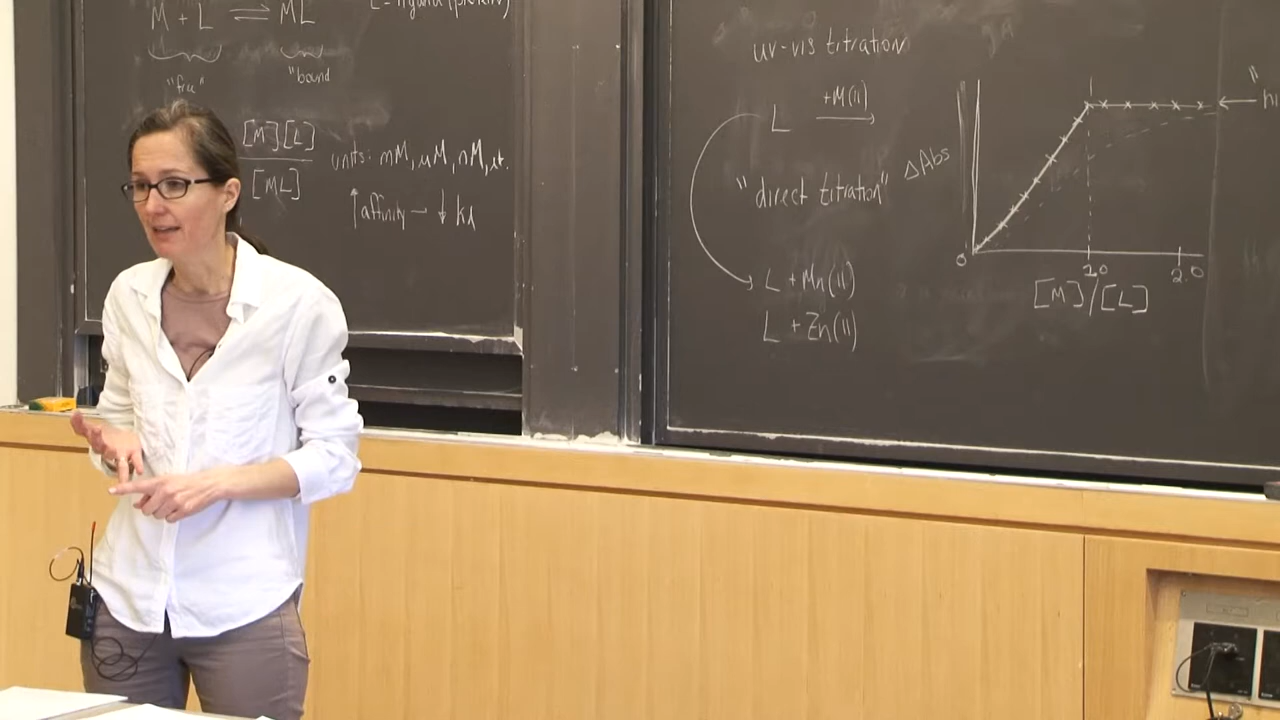 M + L ⇌ ML
L = ligand (protein)
"free"
"bound
[M][L]
[ML]
units: mM, μM, nM, etc.
↑ affinity – ↓ Kd
uv-vis titration
L +M(II) →
"direct titration"
L + Mn(II)
L + Zn(II)
ΔAbs
0
1.0
2.0
[M]/[L]
←